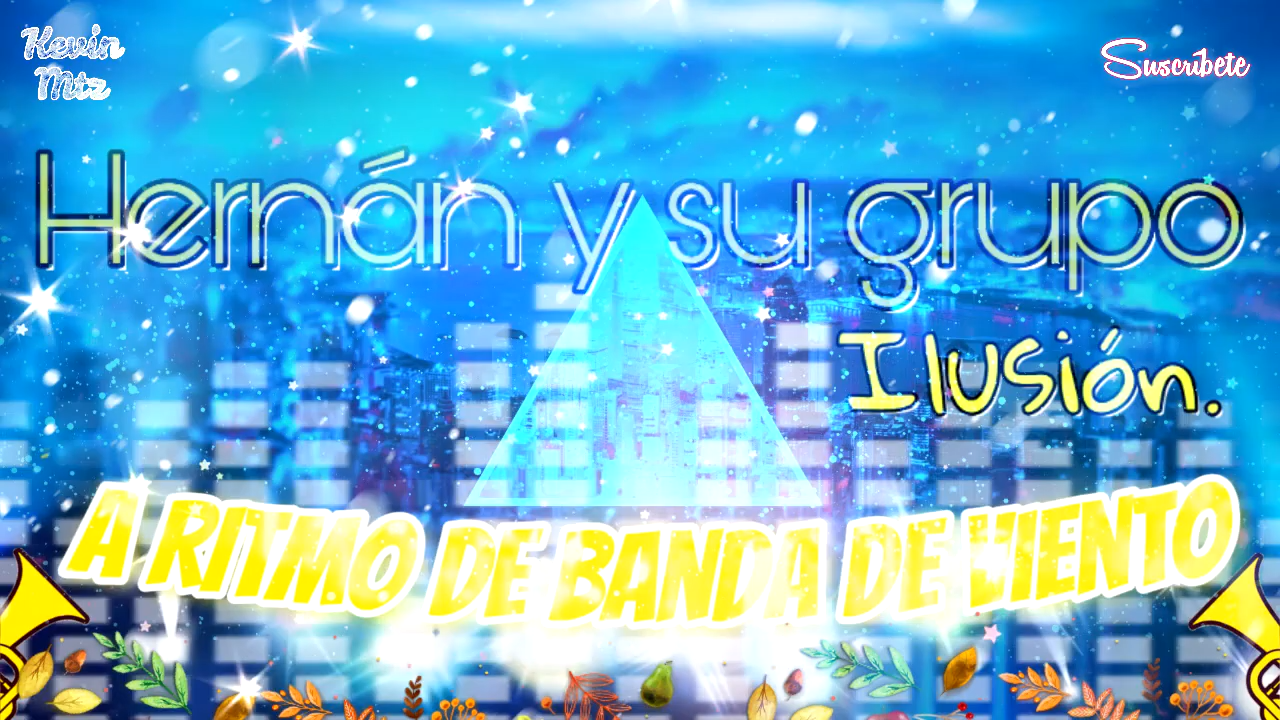 Kevin
Mtz
Suscribete
Hernán y su grupo
Ilusión.
A RITMO DE BANDA DE VIENTO